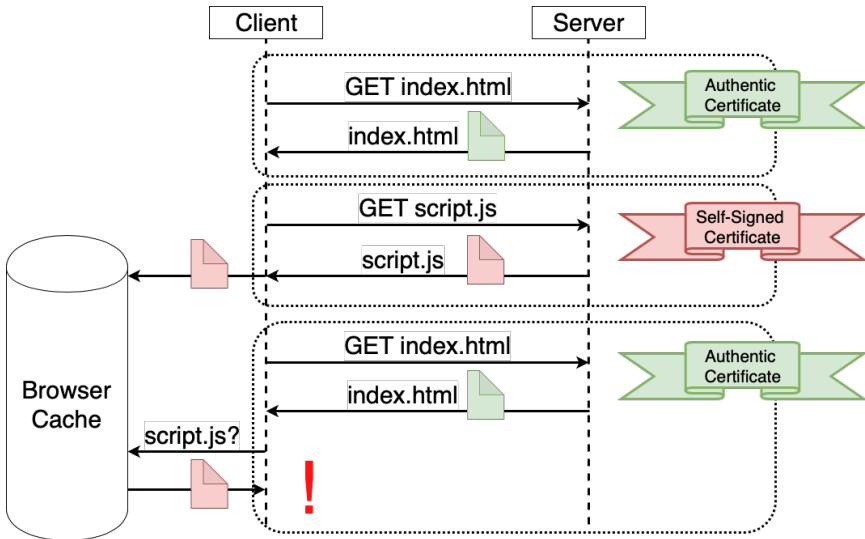 Client
Server
GET index.html
Authentic
Certificate
index.html
GET script.js
Self-Signed
Certificate
script.js
GET index.html
Authentic
Certificate
index.html
Browser
Cache
script.js?
!